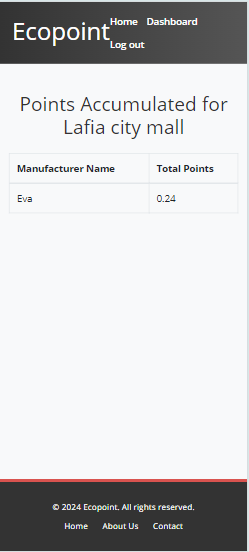 Ecopoint
Home Dashboard
Log out
Points Accumulated for
Lafia city mall
Manufacturer Name Total Points
Eva 0.24
© 2024 Ecopoint. All rights reserved.
Home About Us Contact